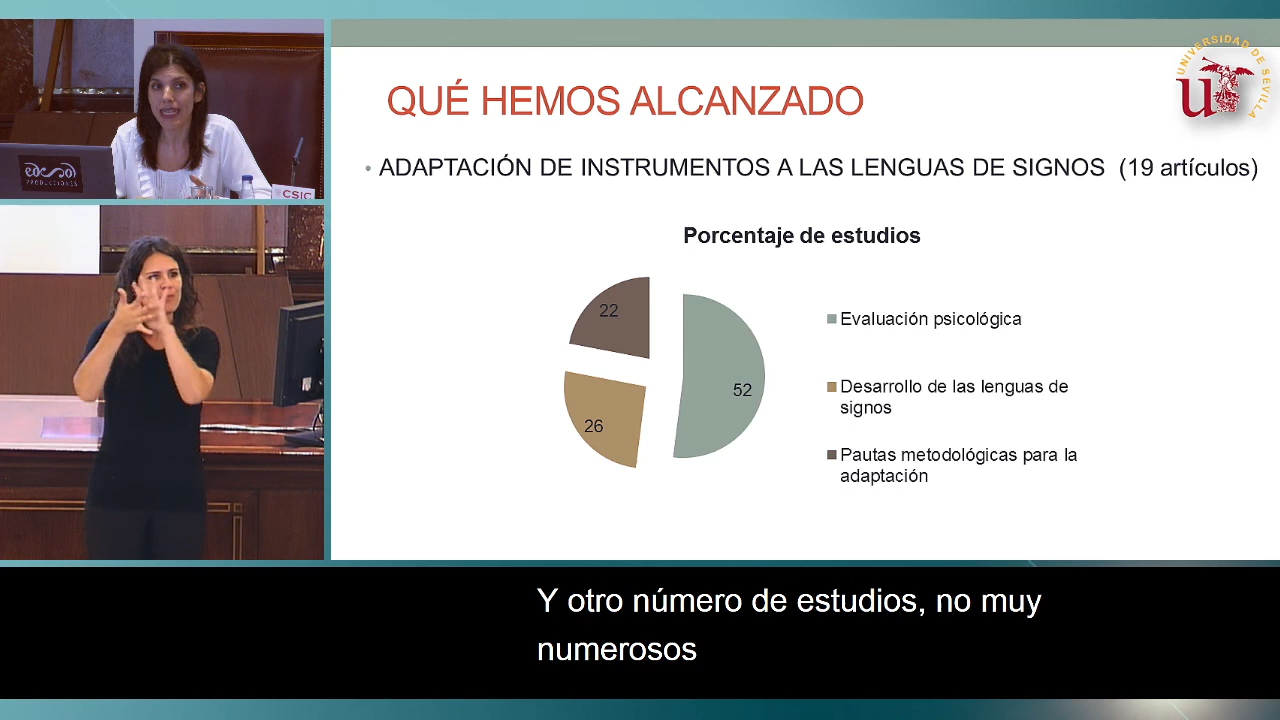 QUÉ HEMOS ALCANZADO
• ADAPTACIÓN DE INSTRUMENTOS A LAS LENGUAS DE SIGNOS (19 artículos)
UNIVERSIDAD DE SEVILLA
Porcentaje de estudios
22
52
26
Evaluación psicológica
Desarrollo de las lenguas de
signos
Pautas metodológicas para la
adaptación
PRODUCCIONES
CSIC
Y otro número de estudios, no muy
numerosos